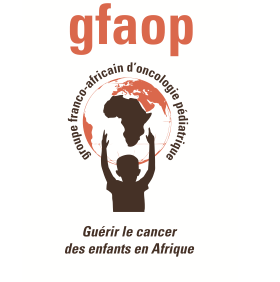 gfaop
groupe franco-africain d'oncologie pédiatrique
Guérir le cancer
des enfants en Afrique